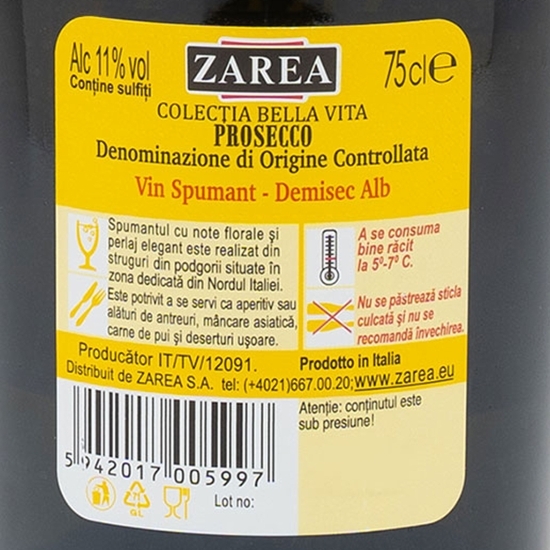 Alc 11% vol
Conține sulfiți
ZAREA
75cl℮
COLECȚIA BELLA VITA
PROSECCO
Denominazione di Origine Controllata
Vin Spumant - Demisec Alb
Spumantul cu note florale și
perlaj elegant este realizat din
struguri din podgorii situate în
zona dedicată din Nordul Italiei.
Este potrivit a se servi ca aperitiv sau
alături de antreuri, mâncare asiatică,
carne de pui și deserturi ușoare.
A se consuma
bine răcit
la 5º-7º C.
Nu se păstrează sticla
culcată și nu se
recomandă învechirea.
Producător IT/TV/12091.
Distribuit de ZAREA S.A. tel: (+4021)667.00.20;
Prodotto in Italia
www.zarea.eu
Atenție: conținutul este
sub presiune!
5 942017 005997
Lot no:
GL